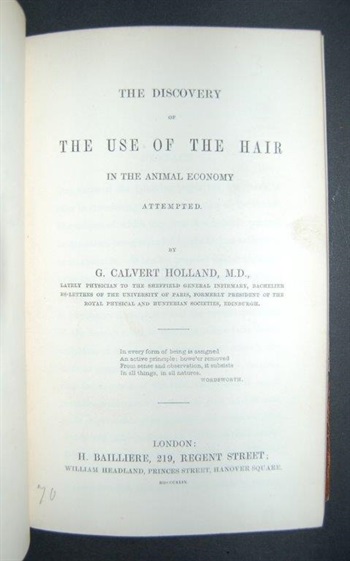 THE DISCOVERY
OF
THE USE OF THE HAIR
IN THE ANIMAL ECONOMY
ATTEMPTED.
BY
G. CALVERT HOLLAND, M.D.,
LATELY PHYSICIAN TO THE SHEFFIELD GENERAL INFIRMARY, BACHELIER
ES-LETTRES OF THE UNIVERSITY OF PARIS, FORMERLY PRESIDENT OF THE
ROYAL PHYSICAL AND HUNTERIAN SOCIETIES, EDINBURGH.
In every form of being is assigned
An active principle: howe'er removed
From sense and observation, it subsists
In all things, in all natures.
WORDSWORTH.
LONDON:
H. BAILLIERE, 219, REGENT STREET;
WILLIAM HEADLAND, PRINCES STREET, HANOVER SQUARE.
70